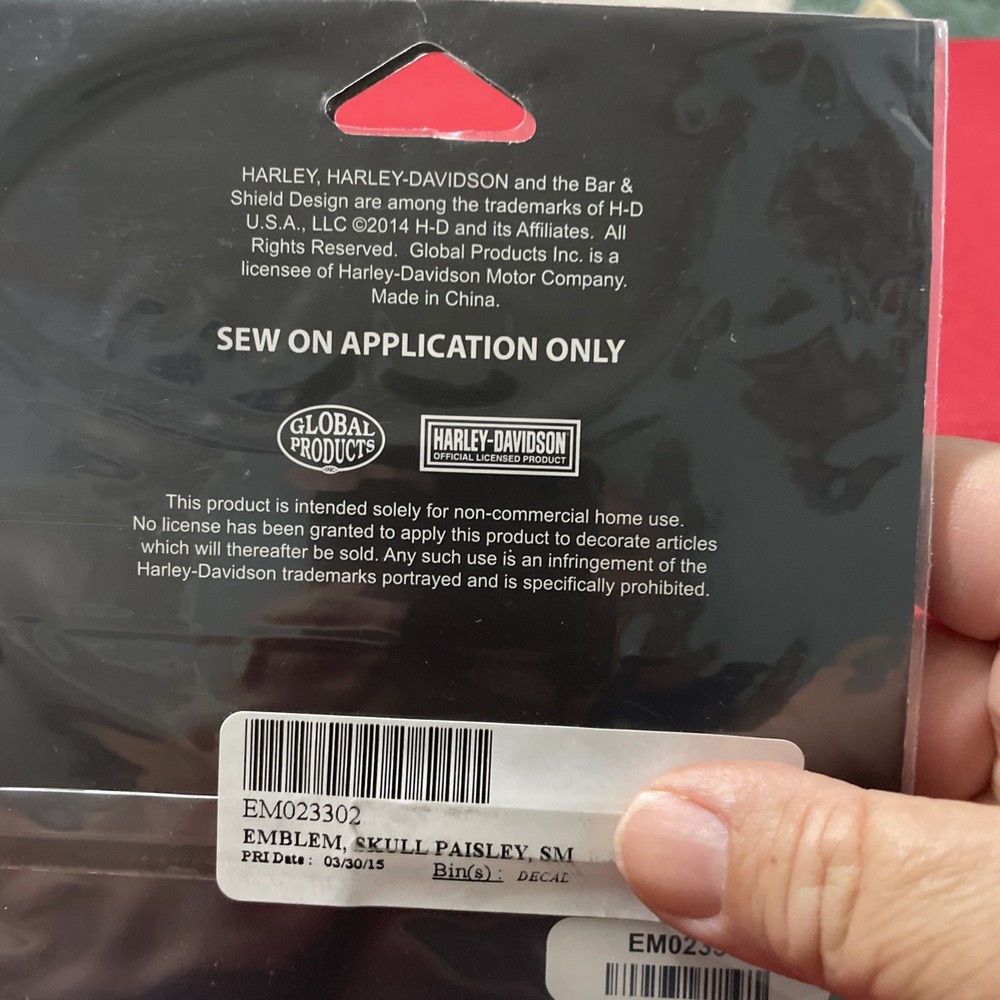 HARLEY, HARLEY-DAVIDSON and the Bar &
Shield Design are among the trademarks of H-D
U.S.A., LLC ©2014 H-D and its Affiliates. All
Rights Reserved. Global Products Inc. is a
licensee of Harley-Davidson Motor Company.
Made in China.
SEW ON APPLICATION ONLY
GLOBAL
PRODUCTS
INC
HARLEY-DAVIDSON
OFFICIAL LICENSED PRODUCT
This product is intended solely for non-commercial home use.
No license has been granted to apply this product to decorate articles
which will thereafter be sold. Any such use is an infringement of the
Harley-Davidson trademarks portrayed and is specifically prohibited.
EM023302
EMBLEM, SKULL PAISLEY, SM
PRI Date: 03/30/15
Bin(s): DECAL